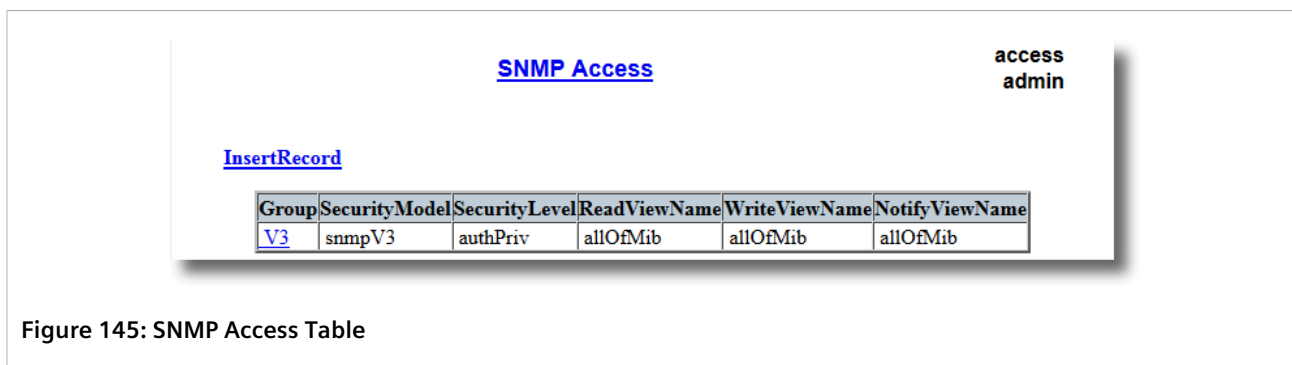 SNMP Access
access
admin
InsertRecord
Group SecurityModel SecurityLevel ReadViewName WriteViewName NotifyViewName
V3 snmpV3 authPriv allOfMib allOfMib allOfMib
Figure 145: SNMP Access Table